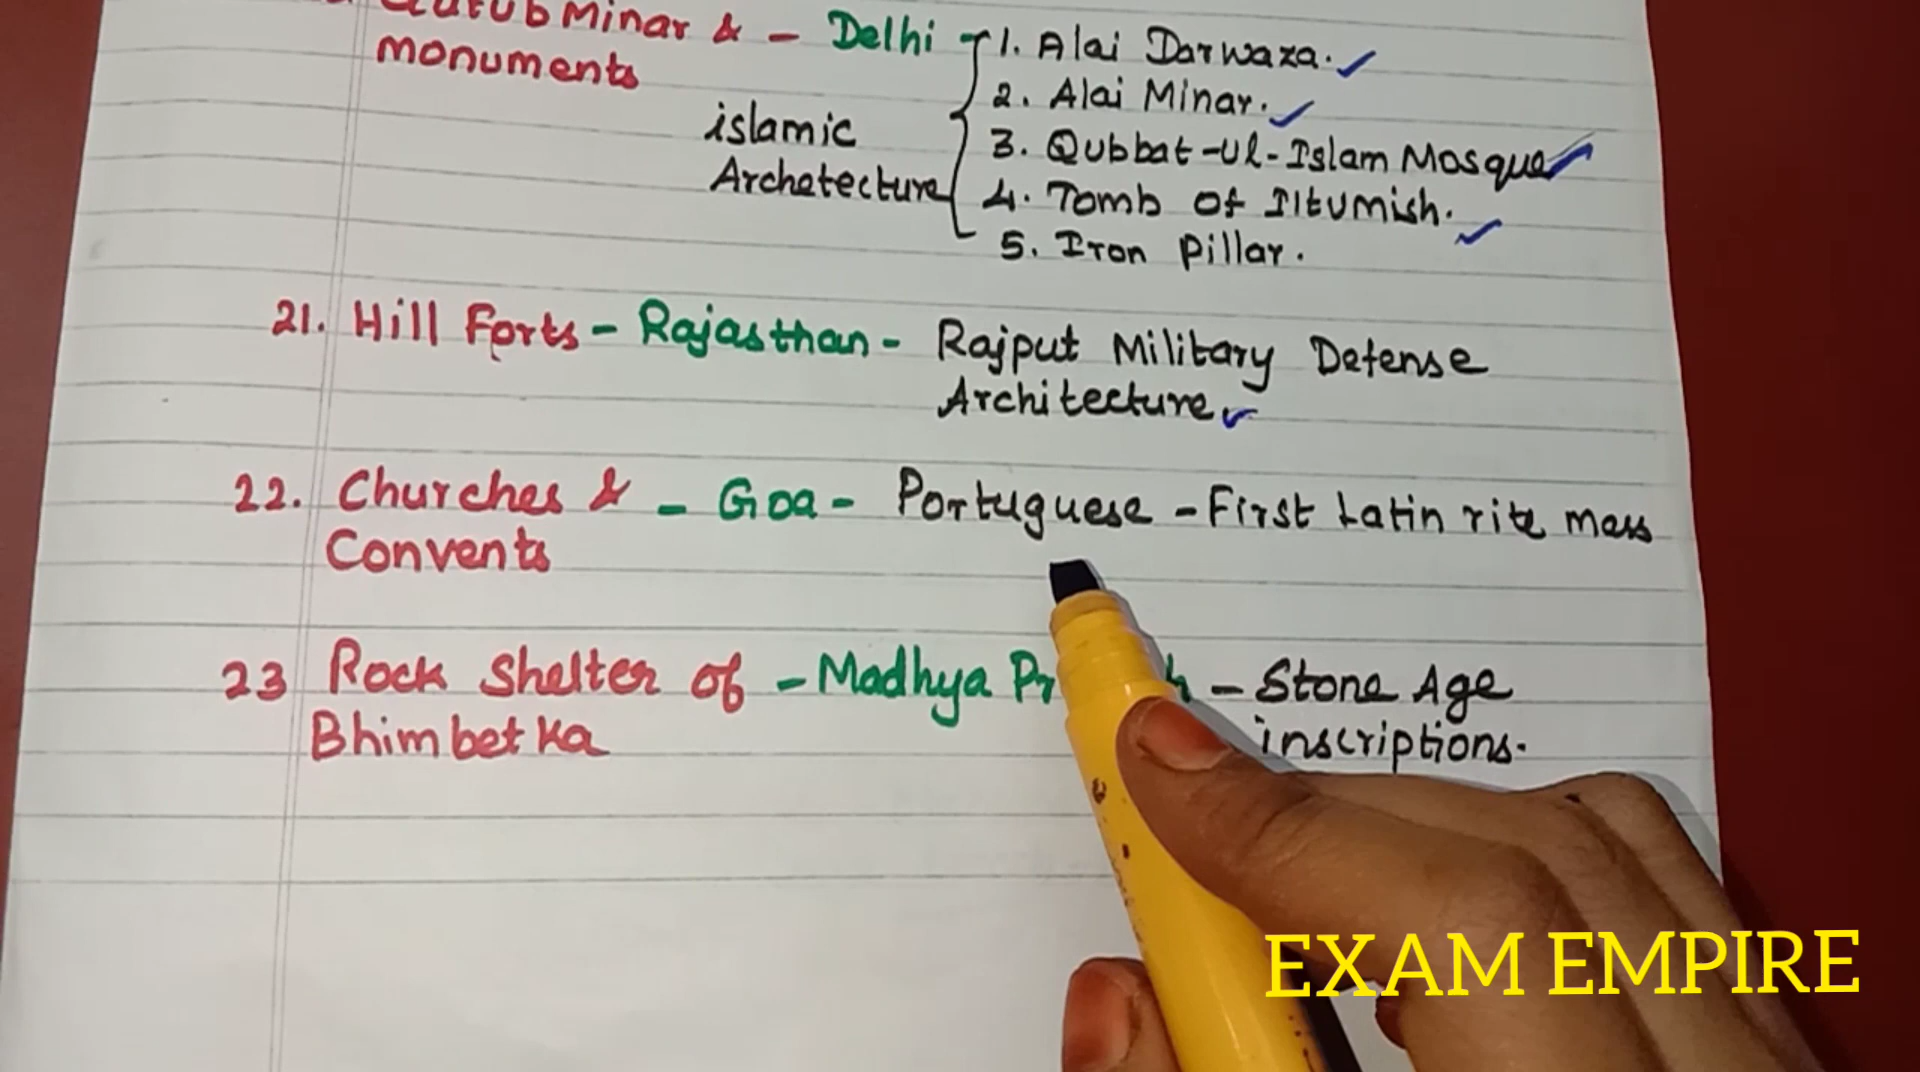 Qutub Minar & - Delhi - 1. Alai Darwaza.
monuments
2. Alai Minar.
islamic
3. Qubbat-Ul-Islam Mosque
Archetecture
4. Tomb Of Iltumish.
5. Iron Pillar.
21. Hill Forts - Rajasthan - Rajput Military Defense
Architecture
22. Churches & - Goa - Portuguese - First Latin rite mass
Convents
23 Rock Shelter of - Madhya - Stone Age
Bhimbetka
inscriptions.
EXAM EMPIRE